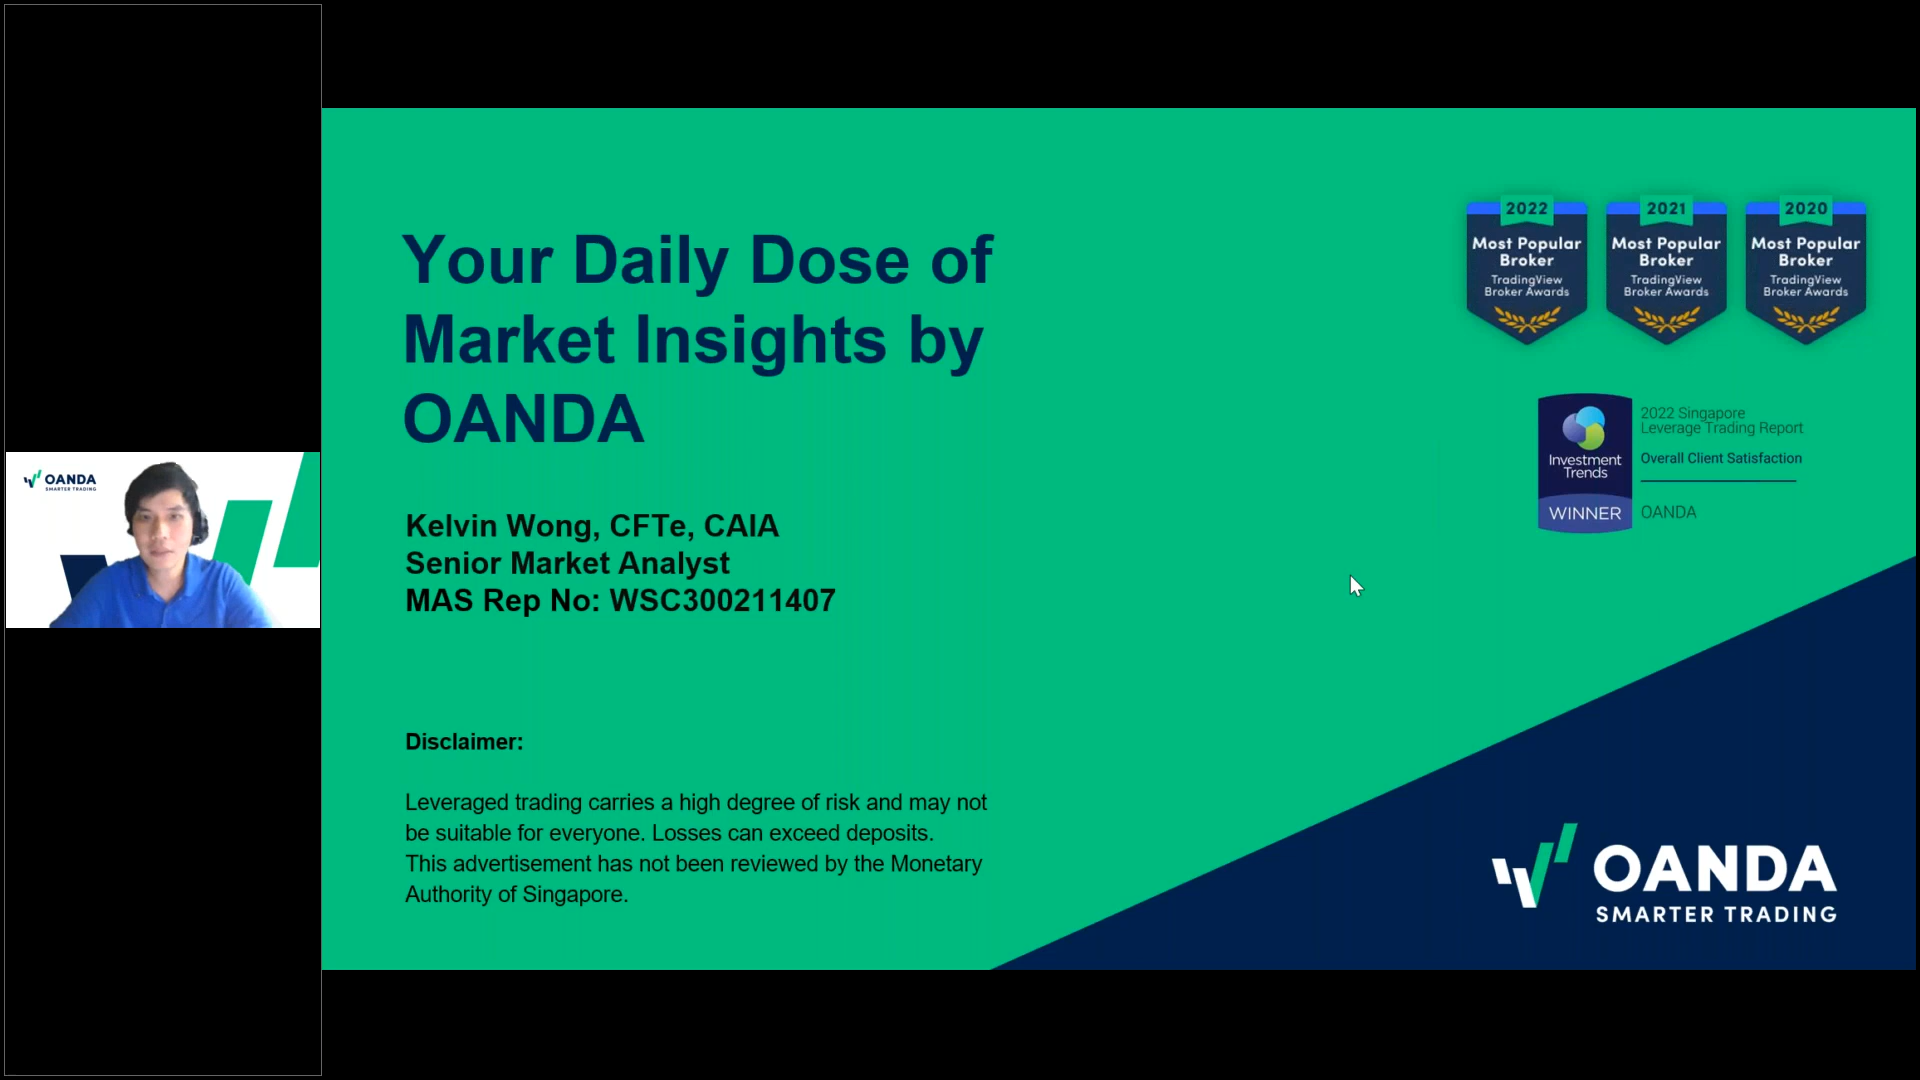 OANDA
SMARTER TRADING
Your Daily Dose of
Market Insights by
OANDA
Kelvin Wong, CFTe, CAIA
Senior Market Analyst
MAS Rep No: WSC300211407
Disclaimer:
Leveraged trading carries a high degree of risk and may not
be suitable for everyone. Losses can exceed deposits.
This advertisement has not been reviewed by the Monetary
Authority of Singapore.
2022
Most Popular
Broker
TradingView
Broker Awards
2021
Most Popular
Broker
TradingView
Broker Awards
2020
Most Popular
Broker
TradingView
Broker Awards
Investment
Trends
WINNER
2022 Singapore
Leverage Trading Report
Overall Client Satisfaction
OANDA
OANDA
SMARTER TRADING